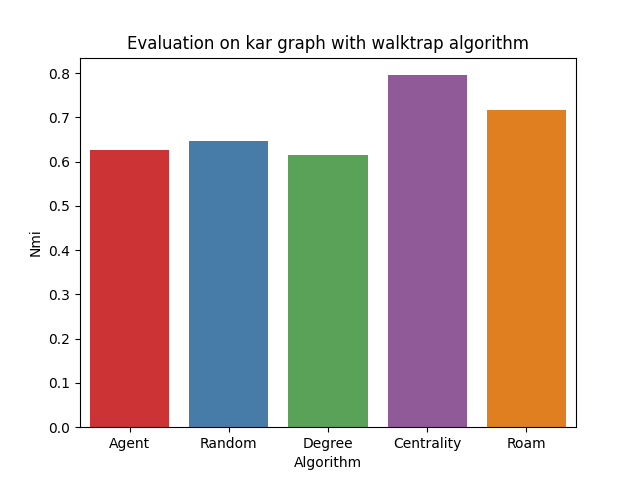 Evaluation on kar graph with walktrap algorithm
0.8
0.7
0.6
0.5
0.4
0.3
0.2
0.1
0.0
Nmi
Agent Random Degree Centrality Roam
Algorithm